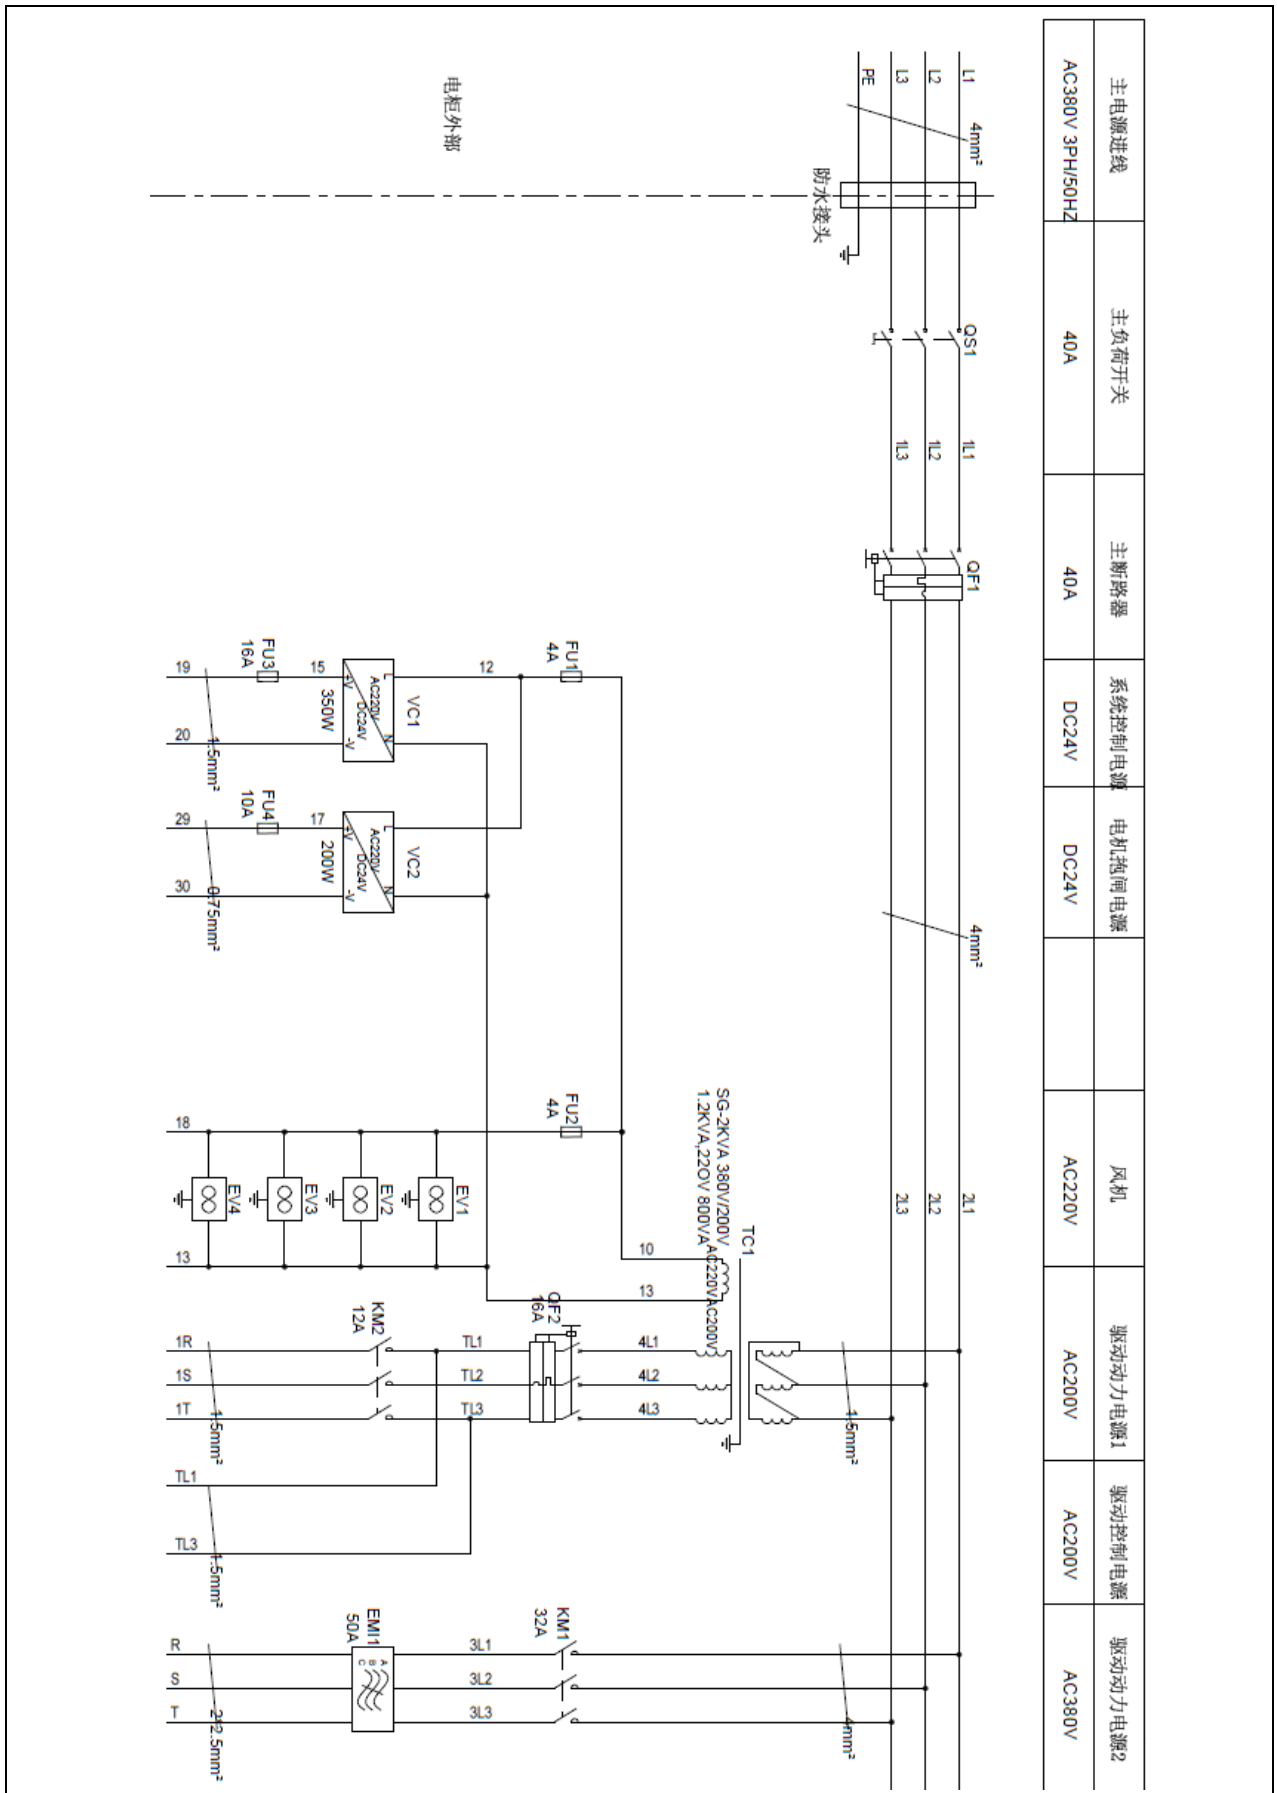 主电源进线
主负荷开关
主断路器
系统控制电源
电机抱闸电源
风机
驱动动力电源1
驱动控制电源
驱动动力电源2
AC380V 3PH/50HZ
40A
40A
DC24V
DC24V
AC220V
AC200V
AC200V
AC380V
L1
L2
L3
PE
4mm²
防水接头
电柜外部
QS1
1L1
1L2
1L3
QF1
4mm²
2L1
2L2
2L3
FU1
4A
12
VC1
L
N
AC220V
DC24V
+V
-V
350W
15
FU3
16A
19
20
1.5mm²
VC2
L
N
AC220V
DC24V
+V
-V
200W
17
FU4
10A
29
30
0.75mm²
FU2
4A
18
EV1
EV2
EV3
EV4
13
TC1
SG-2KVA 380V/200V
1.2KVA,220V 800VA
AC220V
AC200V
10
13
4L1
4L2
4L3
1.5mm²
QF2
16A
TL1
TL2
TL3
KM2
12A
1R
1S
1T
1.5mm²
TL1
TL3
1.5mm²
KM1
32A
4mm²
3L1
3L2
3L3
EMI1
50A
A
B
C
R
S
T
2*2.5mm²